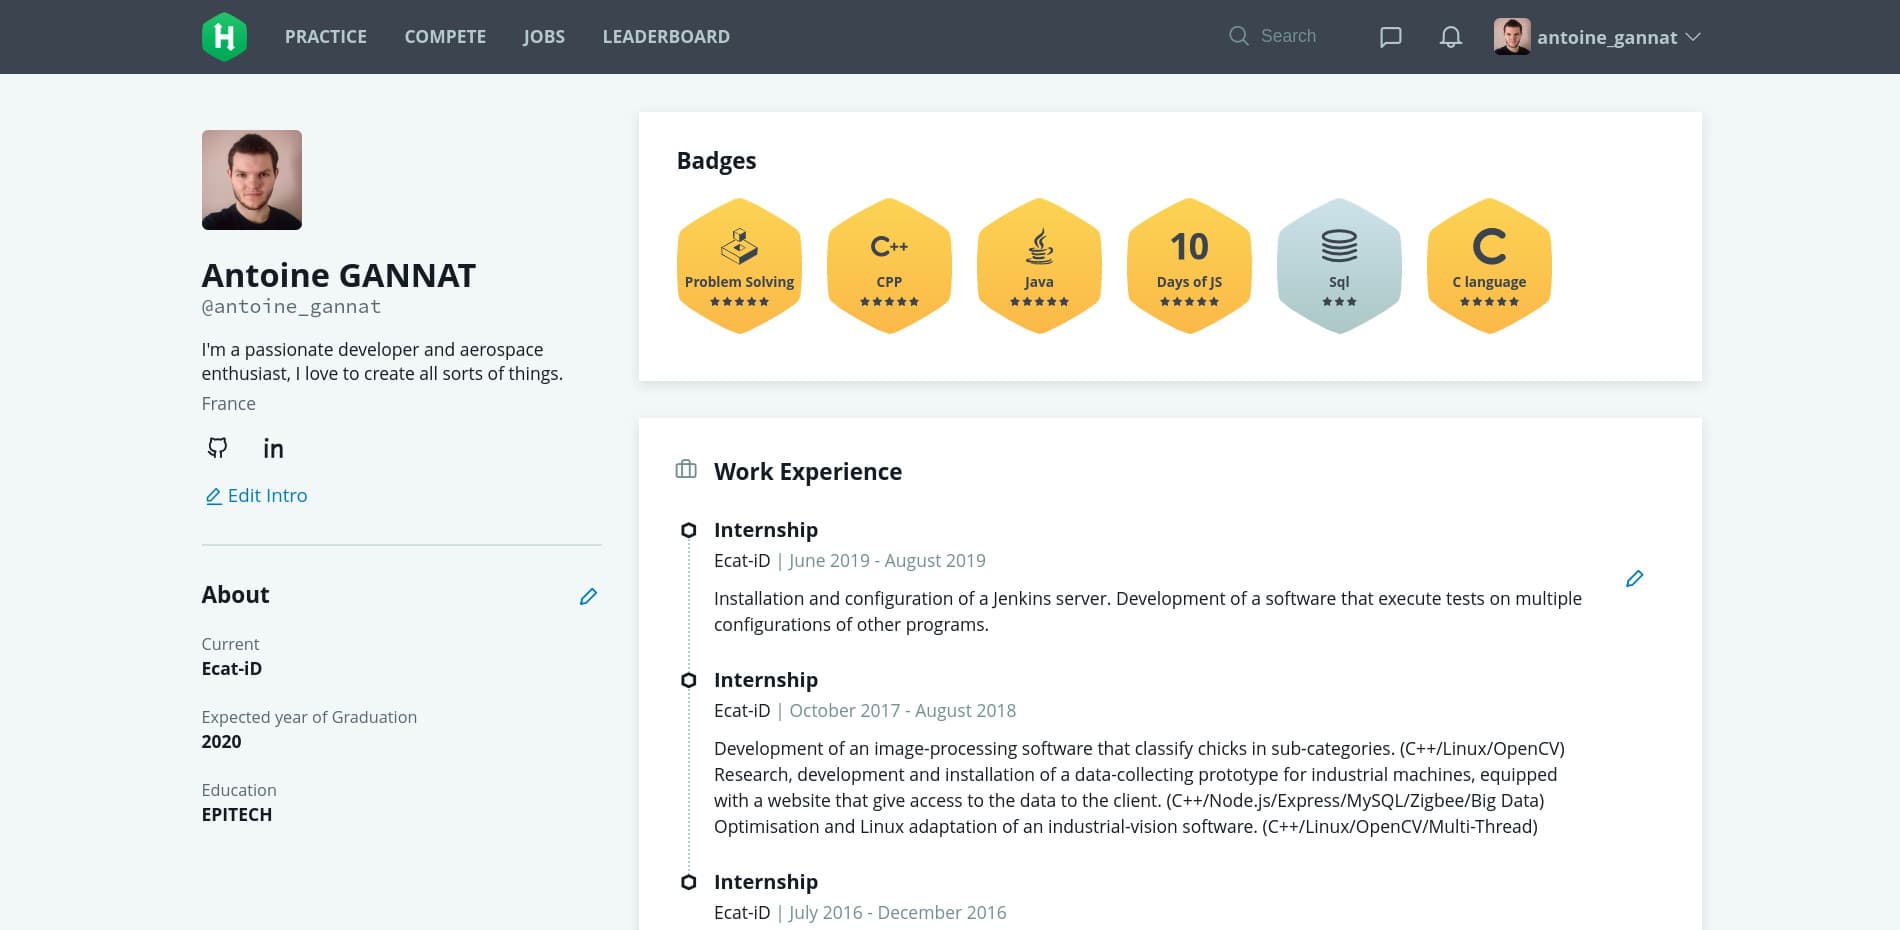 H PRACTICE COMPETE JOBS LEADERBOARD Search antoine_gannat
Antoine GANNAT
@antoine_gannat
I'm a passionate developer and aerospace
enthusiast, I love to create all sorts of things.
France
in
Edit Intro
About
Current
Ecat-iD
Expected year of Graduation
2020
Education
EPITECH
Badges
C++ 10 C
Problem Solving CPP Java Days of JS Sql C language
Work Experience
Internship
Ecat-iD | June 2019 - August 2019
Installation and configuration of a Jenkins server. Development of a software that execute tests on multiple
configurations of other programs.
Internship
Ecat-iD | October 2017 - August 2018
Development of an image-processing software that classify chicks in sub-categories. (C++/Linux/OpenCV)
Research, development and installation of a data-collecting prototype for industrial machines, equipped
with a website that give access to the data to the client. (C++/Node.js/Express/MySQL/Zigbee/Big Data)
Optimisation and Linux adaptation of an industrial-vision software. (C++/Linux/OpenCV/Multi-Thread)
Internship
Ecat-iD | July 2016 - December 2016